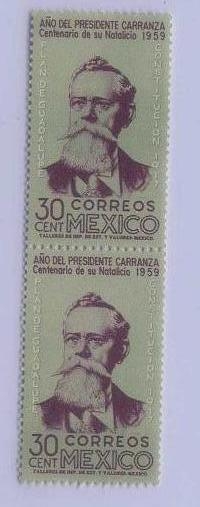 AÑO DEL PRESIDENTE CARRANZA
Centenario de su Natalicio 1959
PLAN DE GUADALUPE
CONSTITUCION 1917
30 CENT
CORREOS
MEXICO
TALLERES DE IMP. DE EST. Y VALORES-MEXICO.
AÑO DEL PRESIDENTE CARRANZA
Centenario de su Natalicio 1959
PLAN DE GUADALUPE
CONSTITUCION 1917
30 CENT
CORREOS
MEXICO
TALLERES DE IMP. DE EST. Y VALORES-MEXICO.